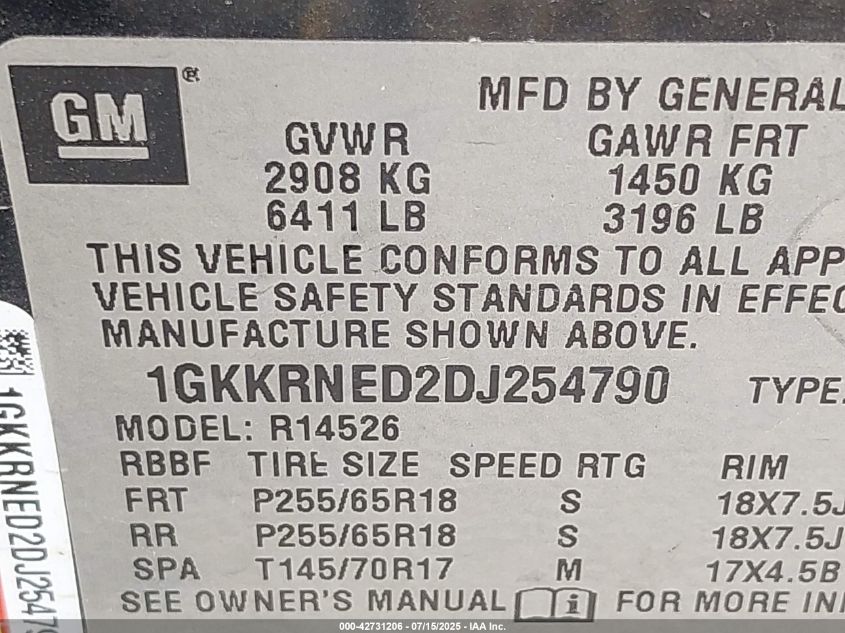 GM ®
MFD BY GENERAL
GVWR GAWR FRT
2908 KG 1450 KG
6411 LB 3196 LB
THIS VEHICLE CONFORMS TO ALL APP
VEHICLE SAFETY STANDARDS IN EFFEC
MANUFACTURE SHOWN ABOVE.
1GKKRNED2DJ254790 TYPE:
MODEL: R14526
RBBF TIRE SIZE SPEED RTG RIM
FRT P255/65R18 S 18X7.5J
RR P255/65R18 S 18X7.5J
SPA T145/70R17 M 17X4.5B
SEE OWNER'S MANUAL i FOR MORE IN
1GKKRNED2DJ25479
000-42731206 - 07/15/2025 - IAA Inc.